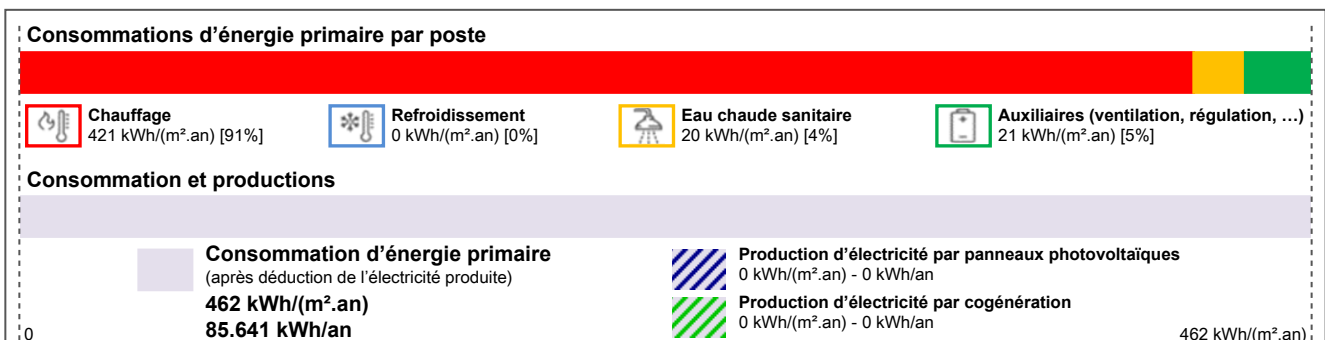 Consommations d’énergie primaire par poste
Chauffage
421 kWh/(m².an) [91%]
Refroidissement
0 kWh/(m².an) [0%]
Eau chaude sanitaire
20 kWh/(m².an) [4%]
Auxiliaires (ventilation, régulation, …)
21 kWh/(m².an) [5%]
Consommation et productions
Consommation d’énergie primaire
(après déduction de l’électricité produite)
462 kWh/(m².an)
85.641 kWh/an
Production d’électricité par panneaux photovoltaïques
0 kWh/(m².an) - 0 kWh/an
Production d’électricité par cogénération
0 kWh/(m².an) - 0 kWh/an
0
462 kWh/(m².an)